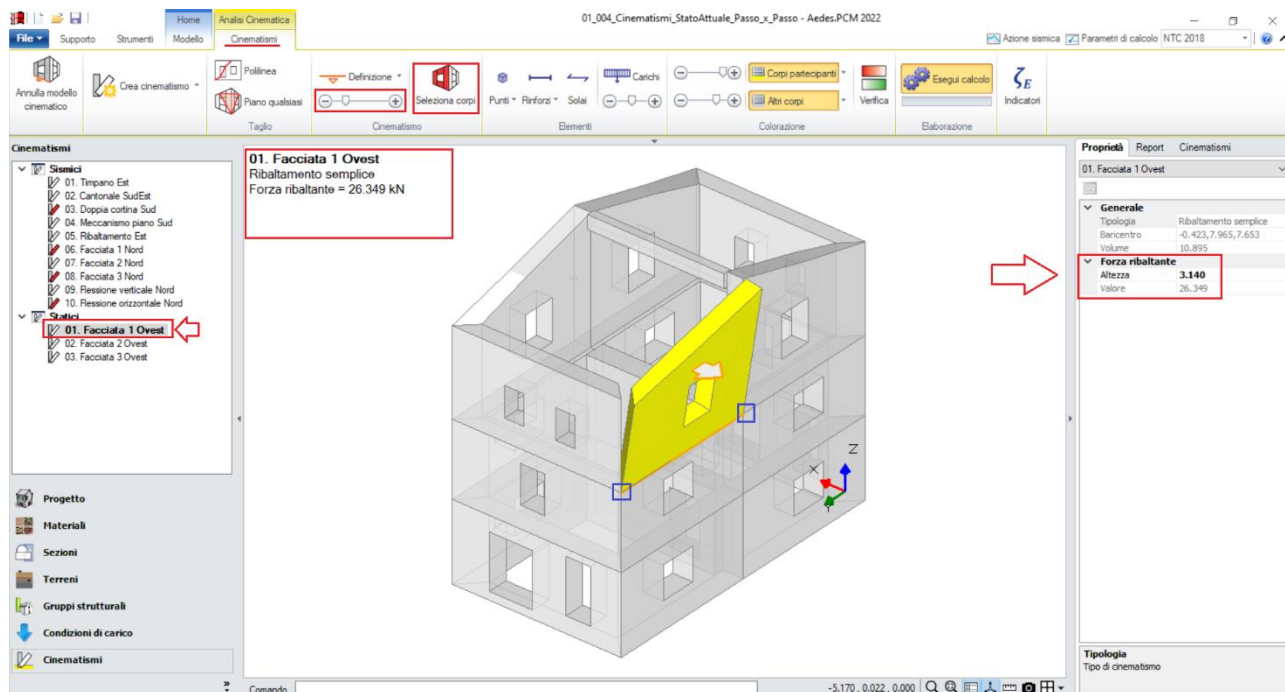 01_004_Cinematismi_StatoAttuale_Passo_x_Passo - Aedes.PCM 2022
Home
Analisi Cinematica
File
Supporto
Strumenti
Modello
Cinematismi
Azione sismica
Parametri di calcolo
NTC 2018
Annulla modello
cinematico
Crea cinematismo
Polilinea
Piano qualsiasi
Taglio
Definizione
Seleziona corpi
Cinematismo
Punti
Rinforzi
Solai
Carichi
Elementi
Corpi partecipanti
Altri corpi
Colorazione
Verifica
Esegui calcolo
Elaborazione
ζE
Indicatori
Cinematismi
Sismici
01. Timpano Est
02. Cantonale SudEst
03. Doppia cortina Sud
04. Meccanismo piano Sud
05. Ribaltamento Est
06. Facciata 1 Nord
07. Facciata 2 Nord
08. Facciata 3 Nord
09. Flessione verticale Nord
10. Flessione orizzontale Nord
Statici
01. Facciata 1 Ovest
02. Facciata 2 Ovest
03. Facciata 3 Ovest
Progetto
Materiali
Sezioni
Terreni
Gruppi strutturali
Condizioni di carico
Cinematismi
01. Facciata 1 Ovest
Ribaltamento semplice
Forza ribaltante = 26.349 kN
Z
X
Y
Comando
-5.170 , 0.022 , 0.000
Proprietà
Report
Cinematismi
01. Facciata 1 Ovest
Generale
Tipologia Ribaltamento semplice
Baricentro -0.423,7.965,7.653
Volume 10.895
Forza ribaltante
Altezza 3.140
Valore 26.349
Tipologia
Tipo di cinematismo